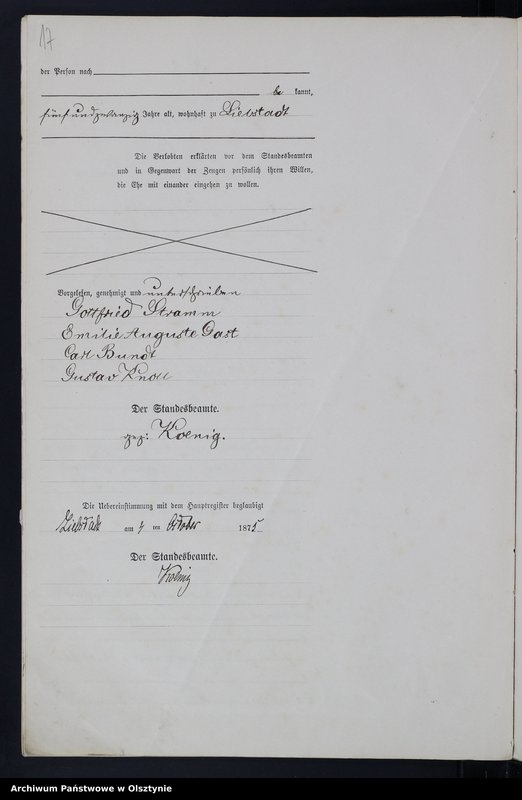 17
der Person nach
be kannt,
fünfundzwanzig Jahre alt, wohnhaft zu Liebstadt
Die Verlobten erklärten vor dem Standesbeamten
und in Gegenwart der Zeugen persönlich ihren Willen,
die Ehe mit einander eingehen zu wollen.
Vorgelesen, genehmigt und unterschrieben
Gottfried Stramm
Emilie Auguste Gast
Carl Bundt
Gustav Knoll
Der Standesbeamte.
gez: Koenig.
Die Uebereinstimmung mit dem Hauptregister beglaubigt
Liebstadt am 4 ten October 1875
Der Standesbeamte.
Koenig
Archiwum Państwowe w Olsztynie